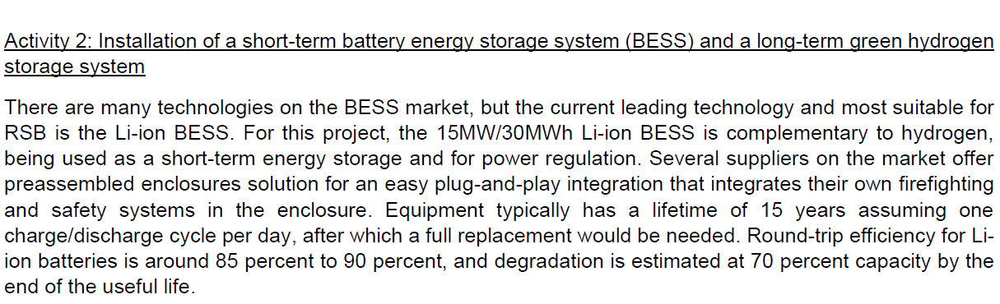 Activity 2: Installation of a short-term battery energy storage system (BESS) and a long-term green hydrogen
storage system
There are many technologies on the BESS market, but the current leading technology and most suitable for
RSB is the Li-ion BESS. For this project, the 15MW/30MWh Li-ion BESS is complementary to hydrogen,
being used as a short-term energy storage and for power regulation. Several suppliers on the market offer
preassembled enclosures solution for an easy plug-and-play integration that integrates their own firefighting
and safety systems in the enclosure. Equipment typically has a lifetime of 15 years assuming one
charge/discharge cycle per day, after which a full replacement would be needed. Round-trip efficiency for Li-
ion batteries is around 85 percent to 90 percent, and degradation is estimated at 70 percent capacity by the
end of the useful life.